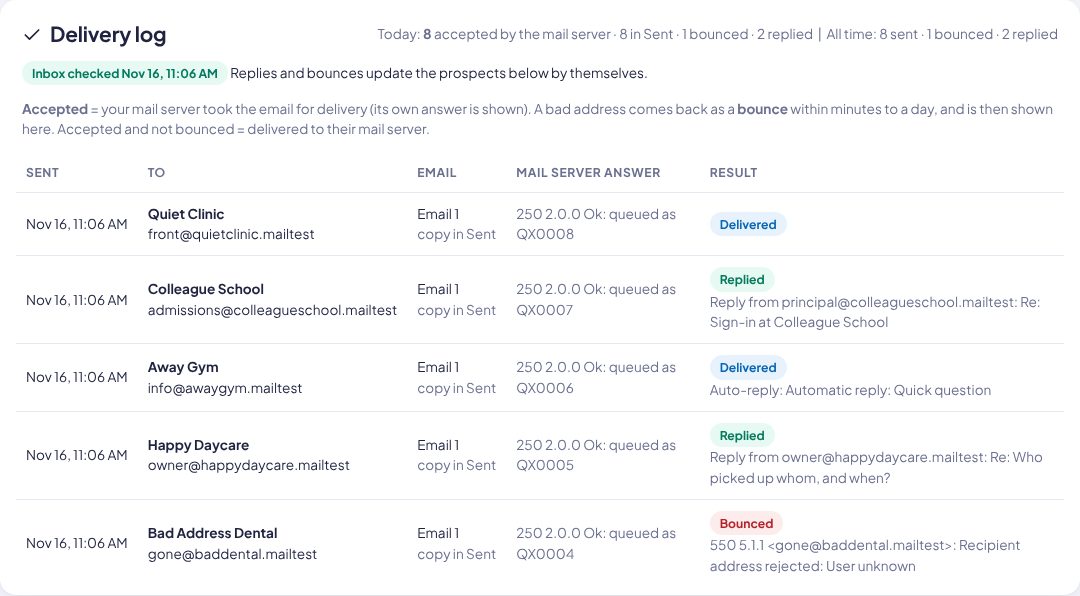 Delivery log
Today: 8 accepted by the mail server · 8 in Sent · 1 bounced · 2 replied | All time: 8 sent · 1 bounced · 2 replied
Inbox checked Nov 16, 11:06 AM Replies and bounces update the prospects below by themselves.
Accepted = your mail server took the email for delivery (its own answer is shown). A bad address comes back as a bounce within minutes to a day, and is then shown
here. Accepted and not bounced = delivered to their mail server.
SENT TO EMAIL MAIL SERVER ANSWER RESULT
Nov 16, 11:06 AM
Quiet Clinic
front@quietclinic.mailtest
Email 1
copy in Sent
250 2.0.0 Ok: queued as
QX0008
Delivered
Nov 16, 11:06 AM
Colleague School
admissions@colleagueschool.mailtest
Email 1
copy in Sent
250 2.0.0 Ok: queued as
QX0007
Replied
Reply from principal@colleagueschool.mailtest: Re:
Sign-in at Colleague School
Nov 16, 11:06 AM
Away Gym
info@awaygym.mailtest
Email 1
copy in Sent
250 2.0.0 Ok: queued as
QX0006
Delivered
Auto-reply: Automatic reply: Quick question
Nov 16, 11:06 AM
Happy Daycare
owner@happydaycare.mailtest
Email 1
copy in Sent
250 2.0.0 Ok: queued as
QX0005
Replied
Reply from owner@happydaycare.mailtest: Re: Who
picked up whom, and when?
Nov 16, 11:06 AM
Bad Address Dental
gone@baddental.mailtest
Email 1
copy in Sent
250 2.0.0 Ok: queued as
QX0004
Bounced
550 5.1.1 <gone@baddental.mailtest>: Recipient
address rejected: User unknown